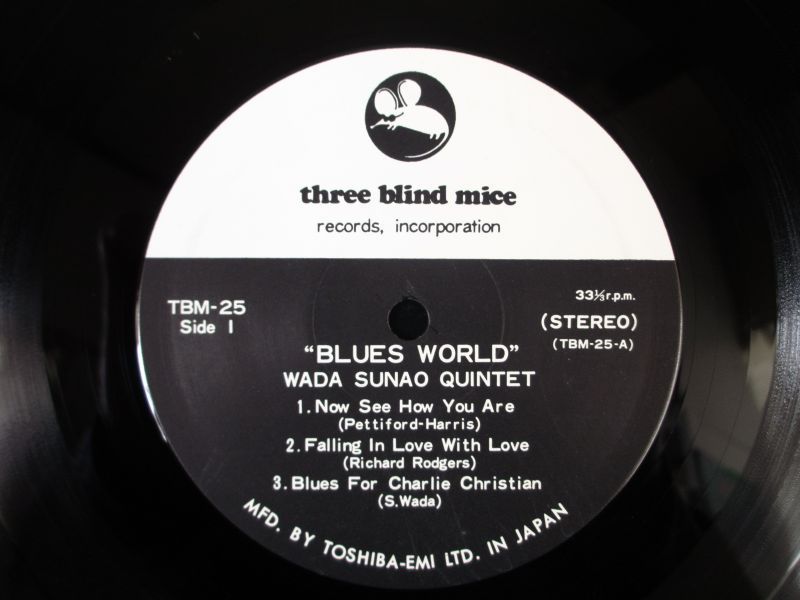 three blind mice
records, incorporation
TBM-25
Side 1
33⅓r.p.m.
(STEREO)
(TBM-25-A)
"BLUES WORLD"
WADA SUNAO QUINTET
1. Now See How You Are
(Pettiford-Harris)
2. Falling In Love With Love
(Richard Rodgers)
3. Blues For Charlie Christian
(S.Wada)
MFD. BY TOSHIBA-EMI LTD. IN JAPAN